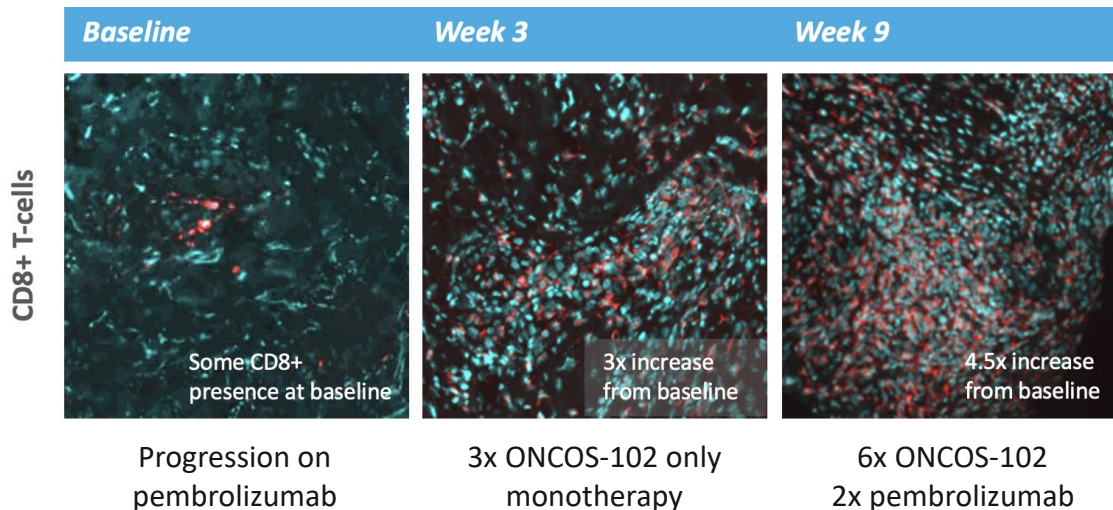 Baseline
Week 3
Week 9
CD8+ T-cells
Some CD8+
presence at baseline
3x increase
from baseline
4.5x increase
from baseline
Progression on
pembrolizumab
3x ONCOS-102 only
monotherapy
6x ONCOS-102
2x pembrolizumab